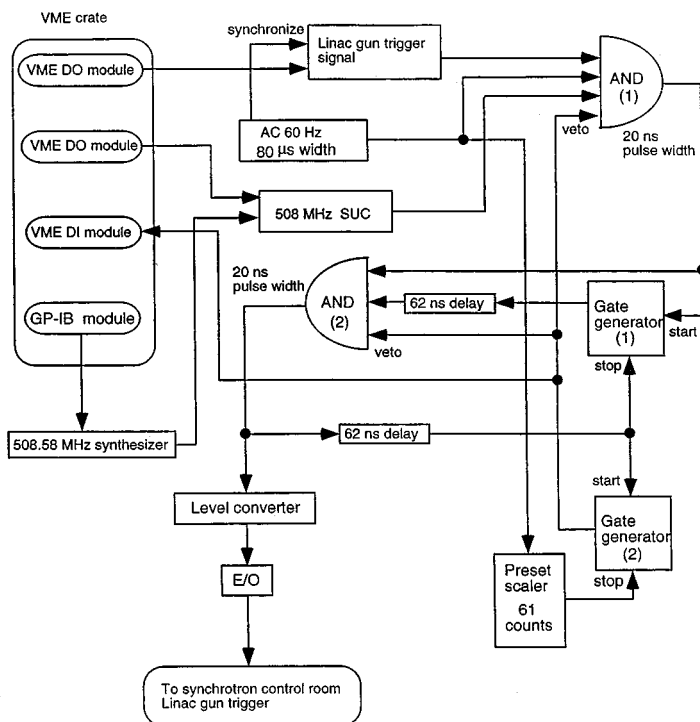 VME crate
VME DO module
VME DO module
VME DI module
GP-IB module
508.58 MHz synthesizer
synchronize
Linac gun trigger
signal
AC 60 Hz
80 µs width
508 MHz SUC
AND
(1)
veto
20 ns
pulse width
20 ns
pulse width
AND
(2)
veto
62 ns delay
Gate
generator
(1)
start
stop
62 ns delay
start
Gate
generator
(2)
stop
Preset
scaler
61
counts
Level converter
E/O
To synchrotron control room
Linac gun trigger